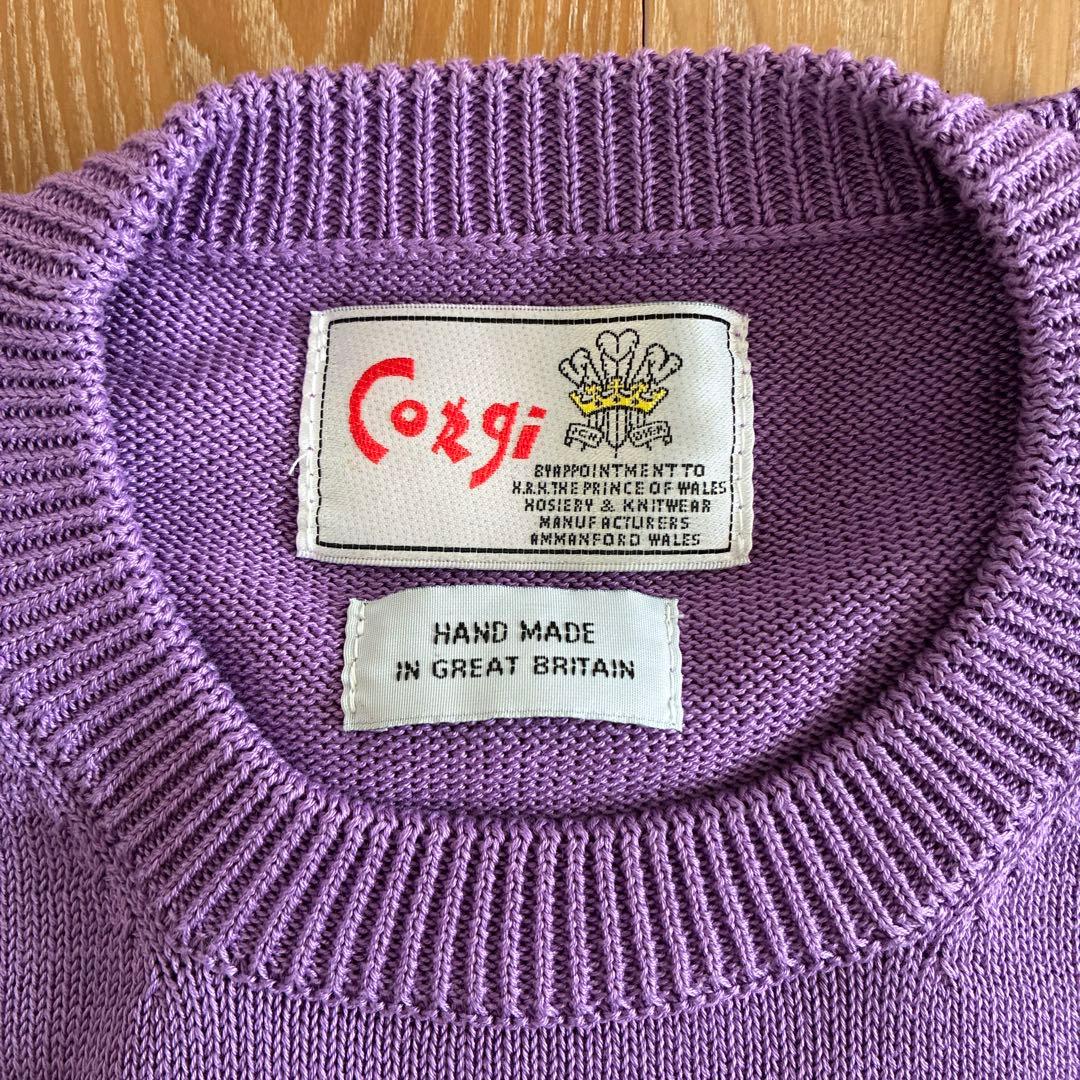 Corgi
BY APPOINTMENT TO
H.R.H. THE PRINCE OF WALES
HOSIERY & KNITWEAR
MANUFACTURERS
AMMANFORD WALES
HAND MADE
IN GREAT BRITAIN